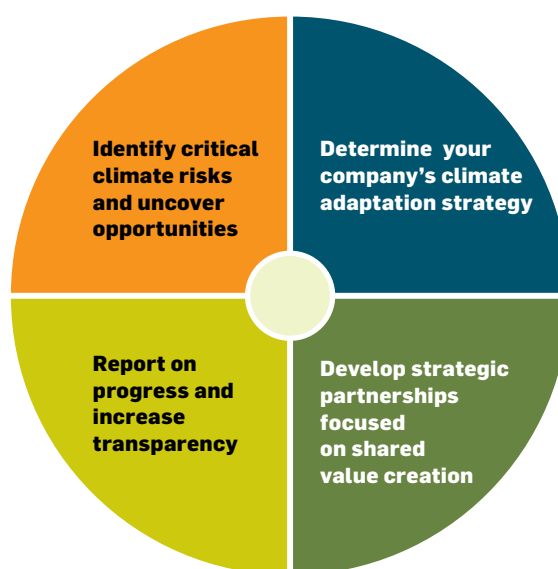 Identify critical
climate risks
and uncover
opportunities
Determine your
company's climate
adaptation strategy
Report on
progress and
increase
transparency
Develop strategic
partnerships
focused
on shared
value creation